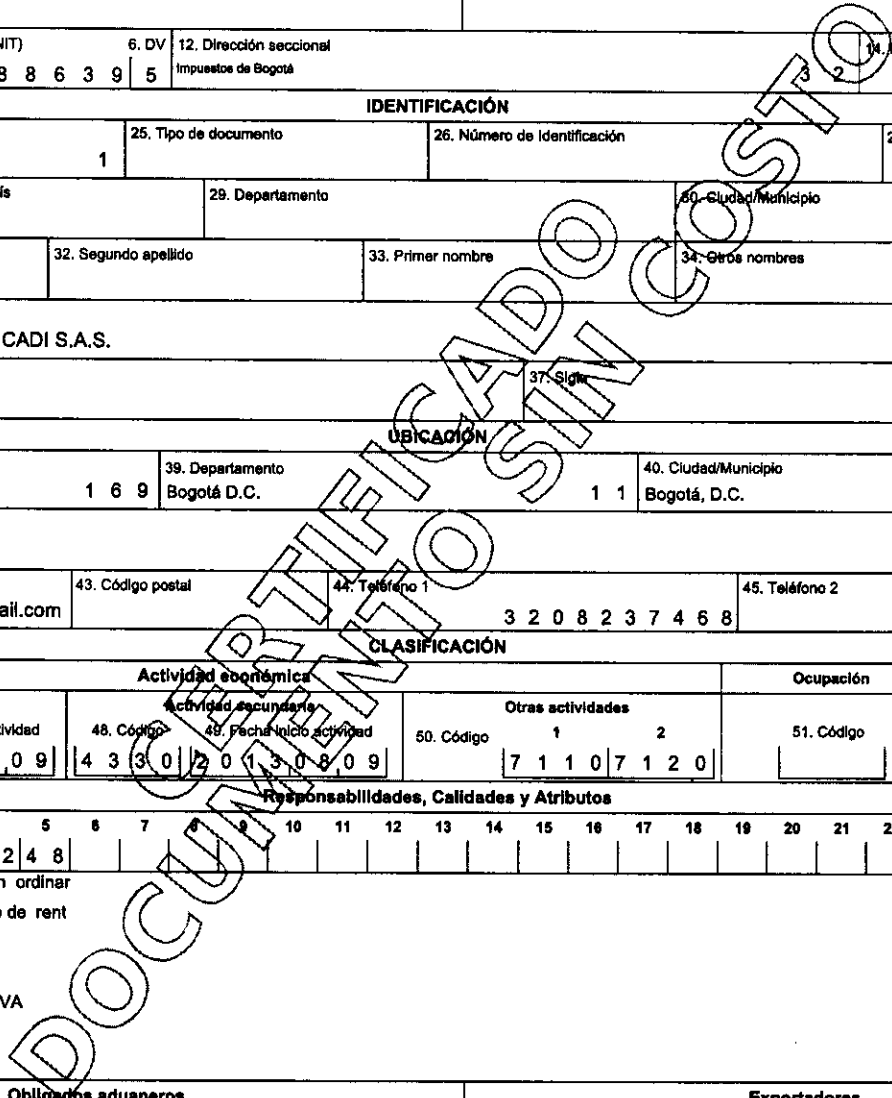 NIT) 6. DV 12. Dirección seccional
8 8 6 3 9 5 Impuestos de Bogotá 3 2 14.
IDENTIFICACIÓN
25. Tipo de documento 26. Número de Identificación 2
1
ís 29. Departamento 30. Ciudad/Municipio
32. Segundo apellido 33. Primer nombre 34. Otros nombres
CADI S.A.S.
37. Sigla
UBICACIÓN
39. Departamento 40. Ciudad/Municipio
1 6 9 Bogotá D.C. 1 1 Bogotá, D.C.
43. Código postal 44. Teléfono 1 45. Teléfono 2
ail.com 3 2 0 8 2 3 7 4 6 8
CLASIFICACIÓN
Actividad económica Ocupación
Actividad secundaria Otras actividades
tividad 48. Código 49. Fecha inicio actividad 50. Código 1 2 51. Código
0 9 4 3 3 0 2 0 1 3 0 8 0 9 7 1 1 0 7 1 2 0
Responsabilidades, Calidades y Atributos
5 6 7 8 9 10 11 12 13 14 15 16 17 18 19 20 21 2
2 4 8
n ordinar
de rent
VA
Obligados aduaneros Exportadores
CERTIFICADO
DOCUMENTO SIN COSTO